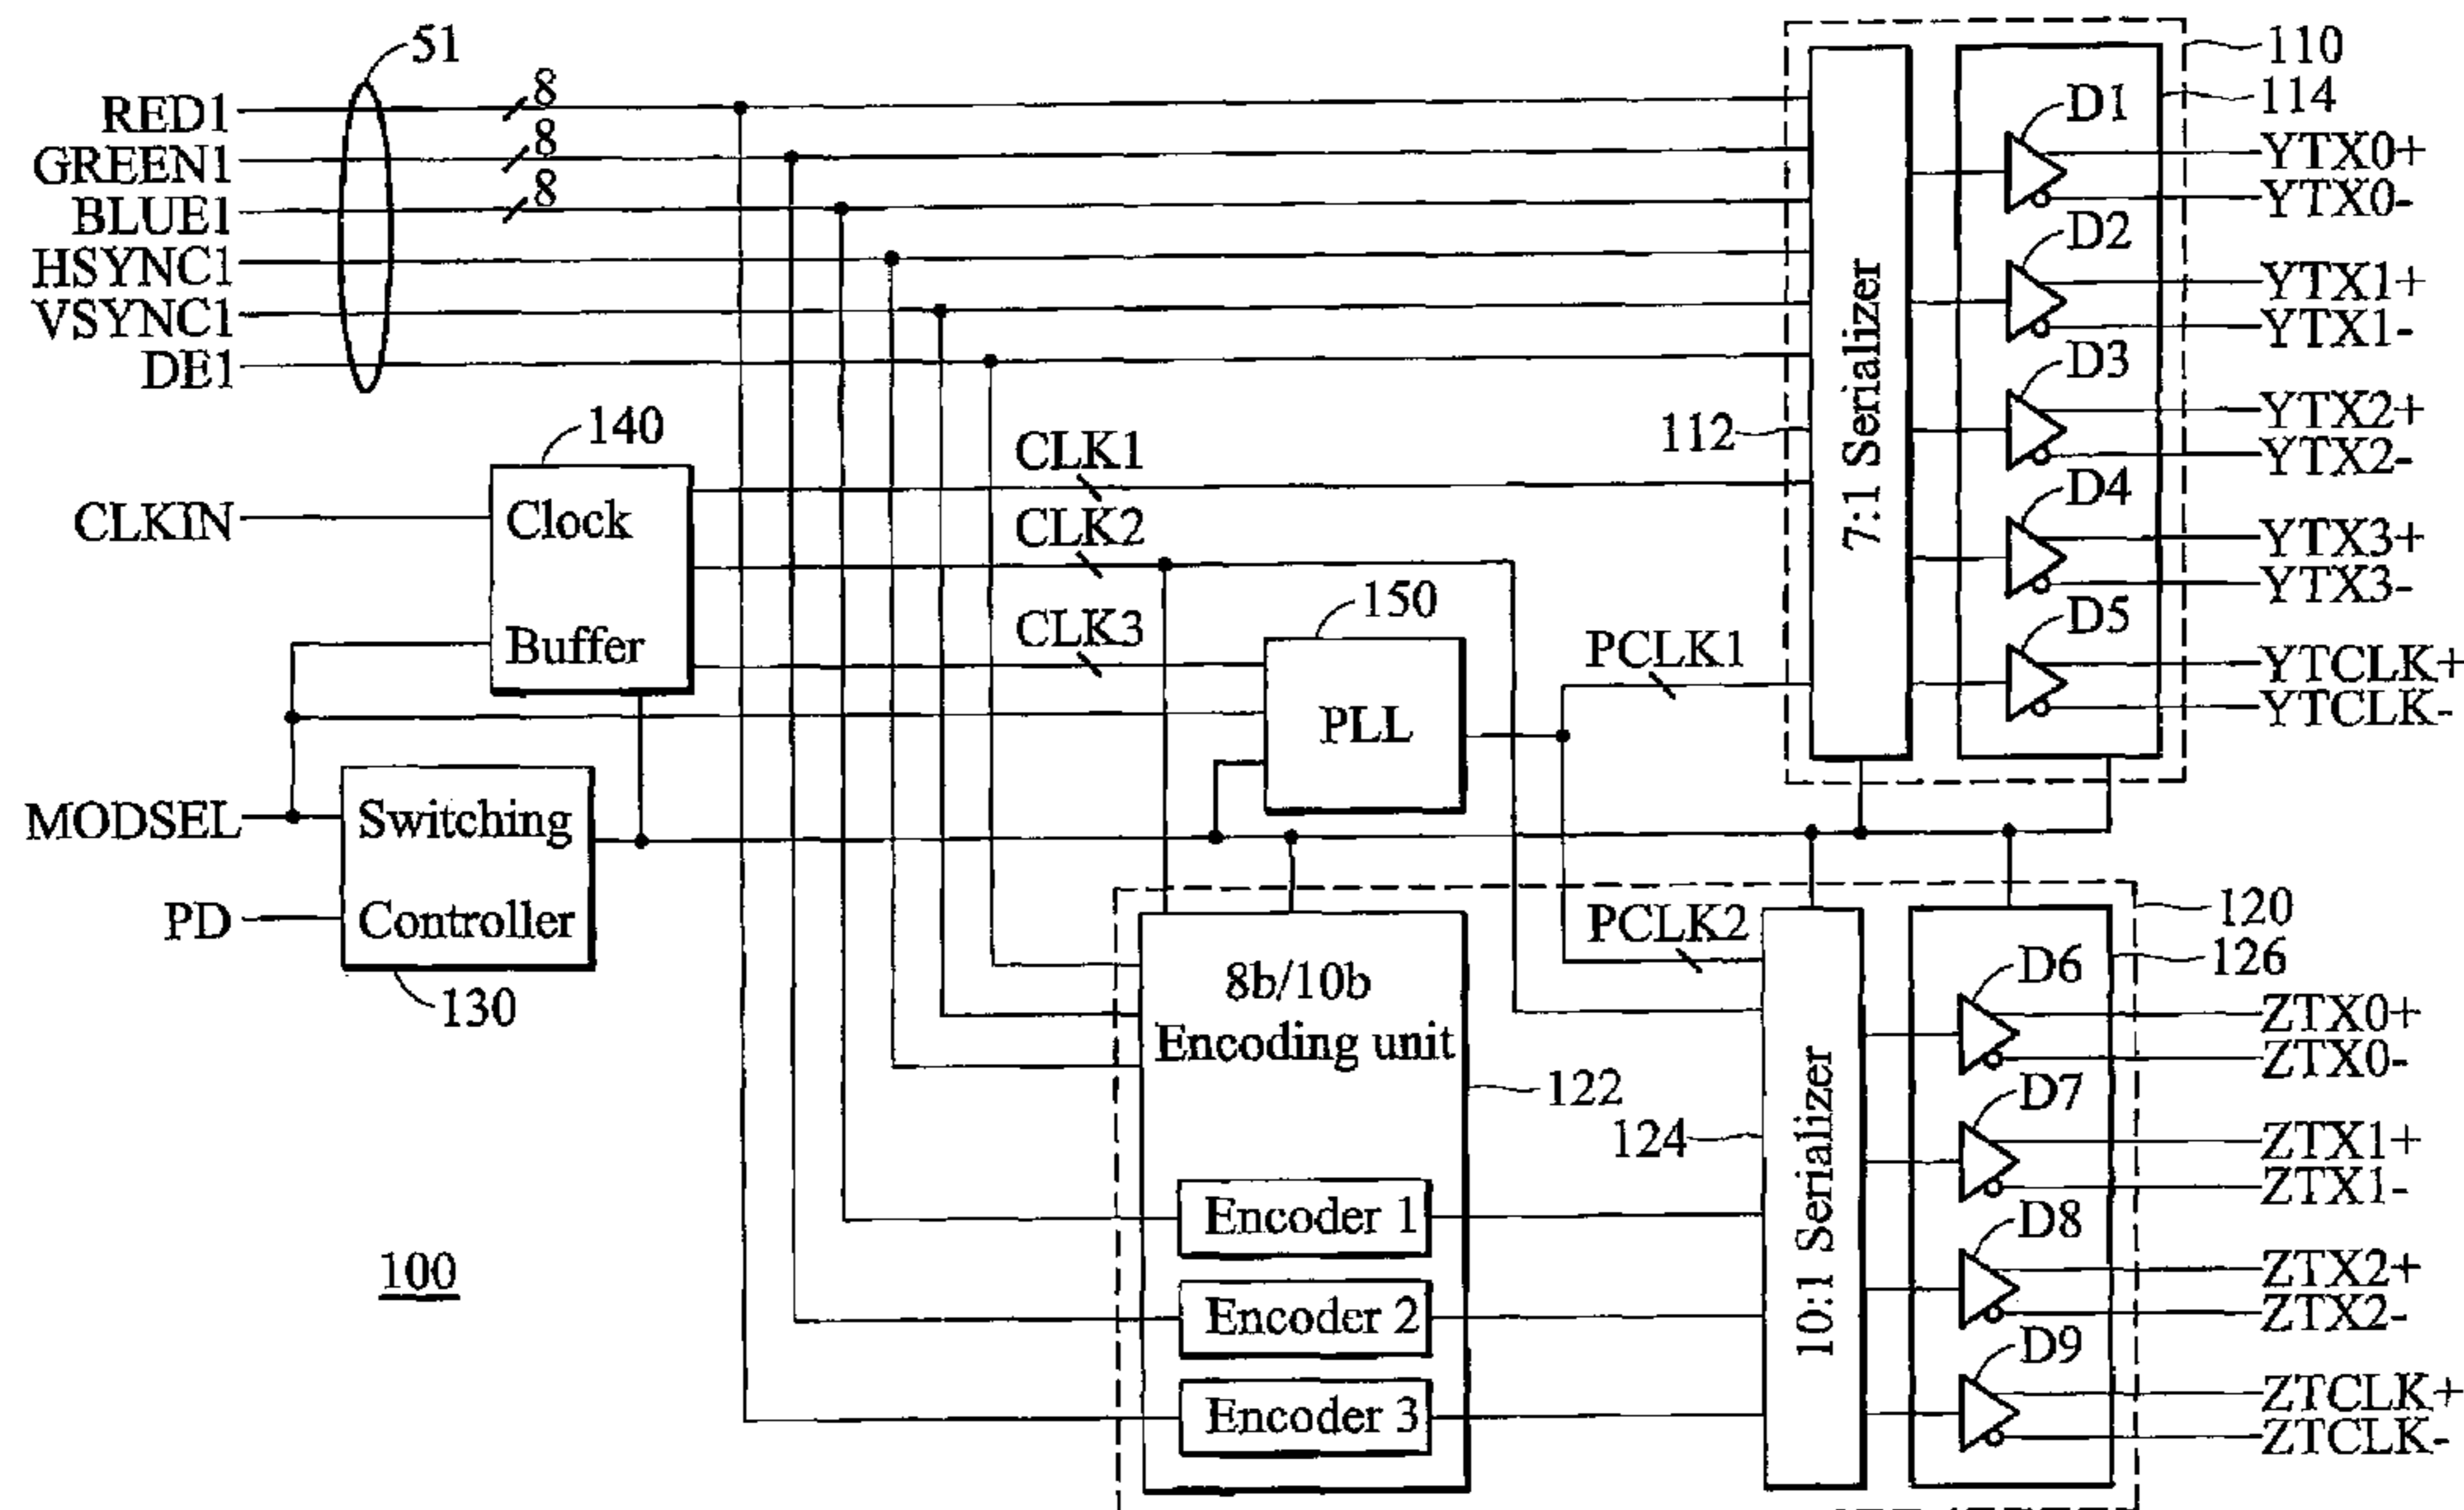 51
RED1
8
GREEN1
8
BLUE1
8
HSYNC1
VSYNC1
DE1
140
CLKIN
Clock
Buffer
CLK1
CLK2
CLK3
150
PLL
PCLK1
PCLK2
MODSEL
PD
Switching
Controller
130
100
110
114
112
7:1 Serializer
D1
YTX0+
YTX0-
D2
YTX1+
YTX1-
D3
YTX2+
YTX2-
D4
YTX3+
YTX3-
D5
YTCLK+
YTCLK-
120
126
8b/10b
Encoding unit
122
Encoder 1
Encoder 2
Encoder 3
124
10:1 Serializer
D6
ZTX0+
ZTX0-
D7
ZTX1+
ZTX1-
D8
ZTX2+
ZTX2-
D9
ZTCLK+
ZTCLK-